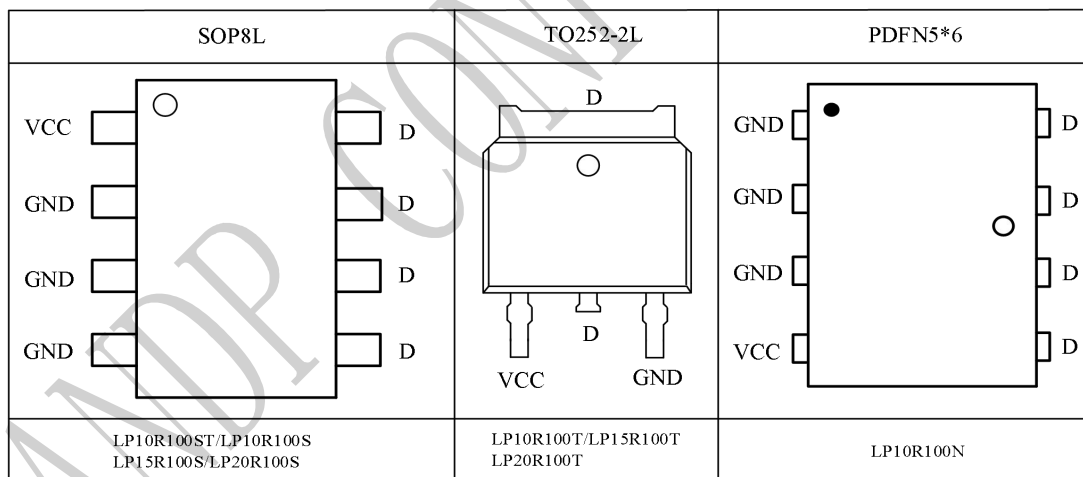 SOP8L
TO252-2L
PDFN5*6
VCC
GND
GND
GND
D
D
D
D
D
D
VCC
GND
GND
GND
GND
VCC
D
D
D
D
LP10R100ST/LP10R100S
LP15R100S/LP20R100S
LP10R100T/LP15R100T
LP20R100T
LP10R100N